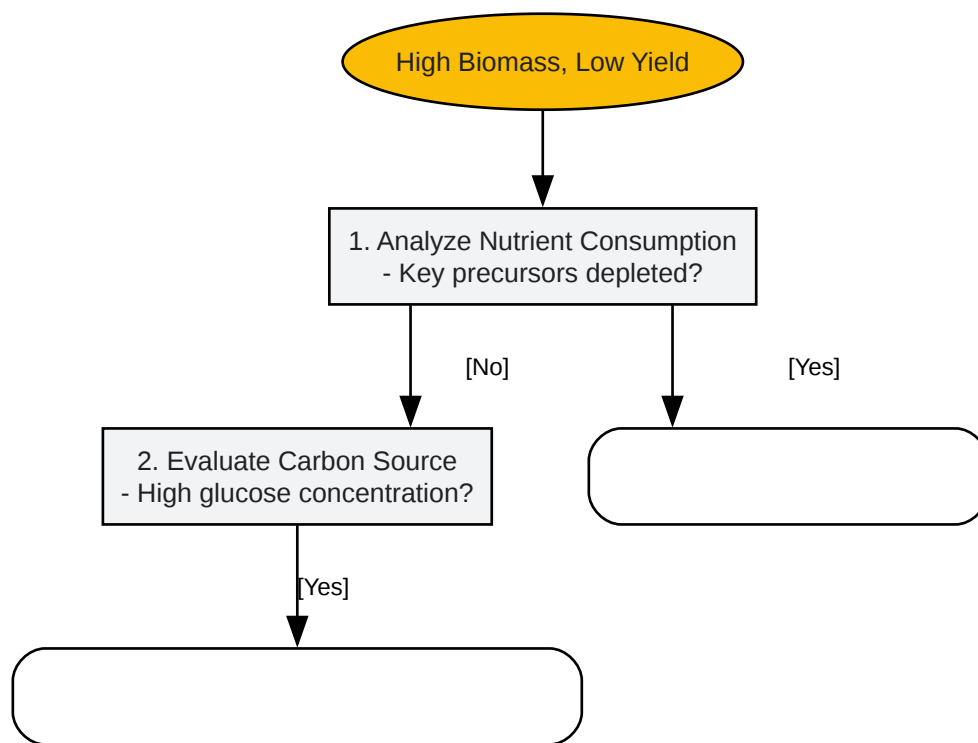 High Biomass, Low Yield
1. Analyze Nutrient Consumption
- Key precursors depleted?
[No]
[Yes]
2. Evaluate Carbon Source
- High glucose concentration?
[Yes]